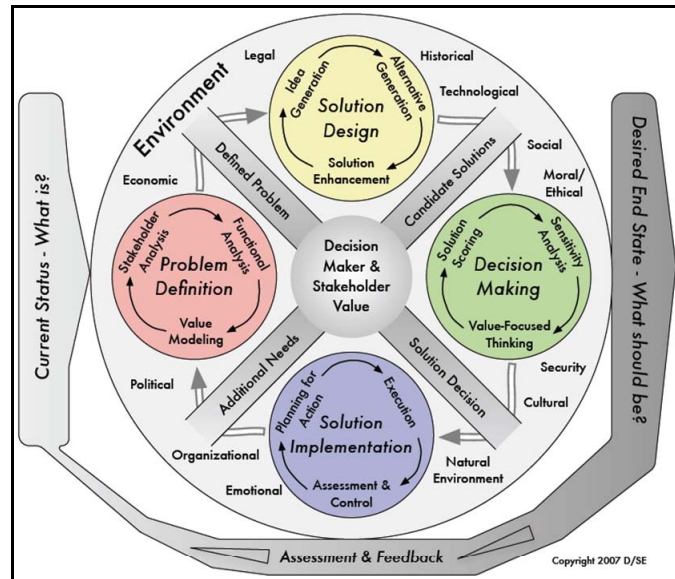 Environment
Legal
Historical
Technological
Social
Moral/
Ethical
Economic
Idea
Generation
Alternative
Generation
Solution
Design
Solution
Enhancement
Defined Problem
Candidate Solutions
Current Status - What is?
Desired End State - What should be?
Stakeholder
Analysis
Functional
Analysis
Problem
Definition
Value
Modeling
Decision
Maker &
Stakeholder
Value
Solution
Scoring
Sensitivity
Analysis
Decision
Making
Value-Focused
Thinking
Additional Needs
Solution Decision
Political
Security
Cultural
Planning for
Action
Execution
Solution
Implementation
Assessment &
Control
Organizational
Emotional
Natural
Environment
Assessment & Feedback
Copyright 2007 D/SE